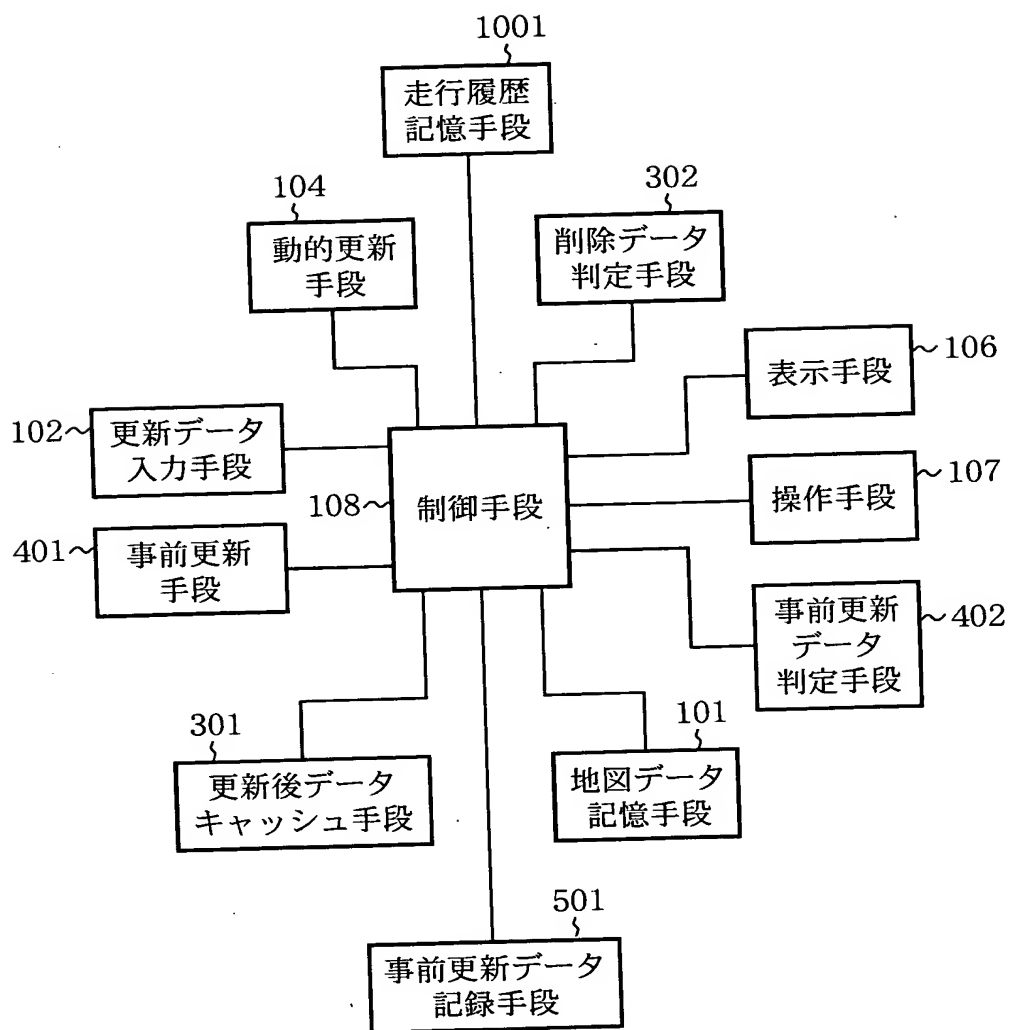 1001
走行履歴
記憶手段
104
動的更新
手段
302
削除データ
判定手段
表示手段
106
102
更新データ
入力手段
108
制御手段
操作手段
107
401
事前更新
手段
事前更新
データ
判定手段
402
301
更新後データ
キャッシュ手段
101
地図データ
記憶手段
501
事前更新データ
記録手段